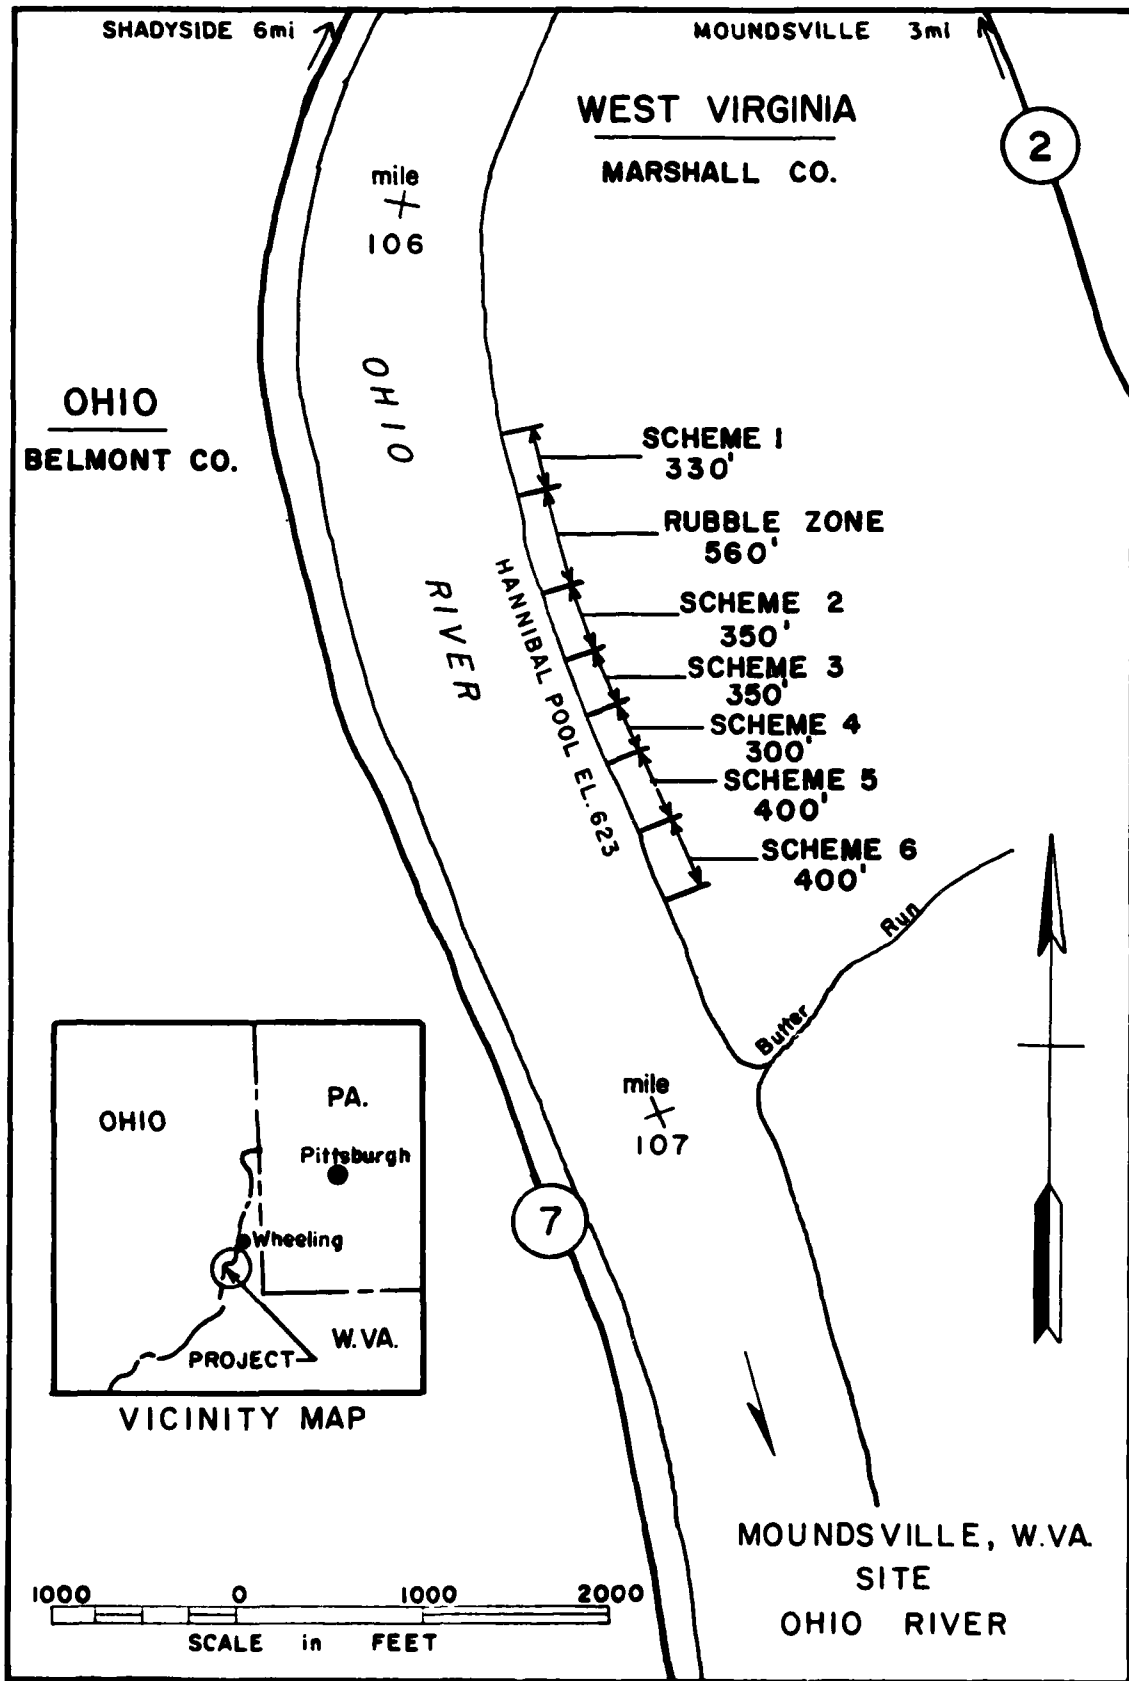 SHADYSIDE 6mi
MOUNDSVILLE 3mi
WEST VIRGINIA
MARSHALL CO.
2
mile
106
OHIO
RIVER
OHIO
BELMONT CO.
SCHEME 1
330'
RUBBLE ZONE
560'
SCHEME 2
350'
SCHEME 3
350'
SCHEME 4
300'
SCHEME 5
400'
SCHEME 6
400'
HANNIBAL POOL EL. 623
Butter Run
mile
107
7
OHIO
PA.
Pittsburgh
Wheeling
W.VA.
PROJECT
VICINITY MAP
1000 0 1000 2000
SCALE in FEET
MOUNDSVILLE, W.VA.
SITE
OHIO RIVER